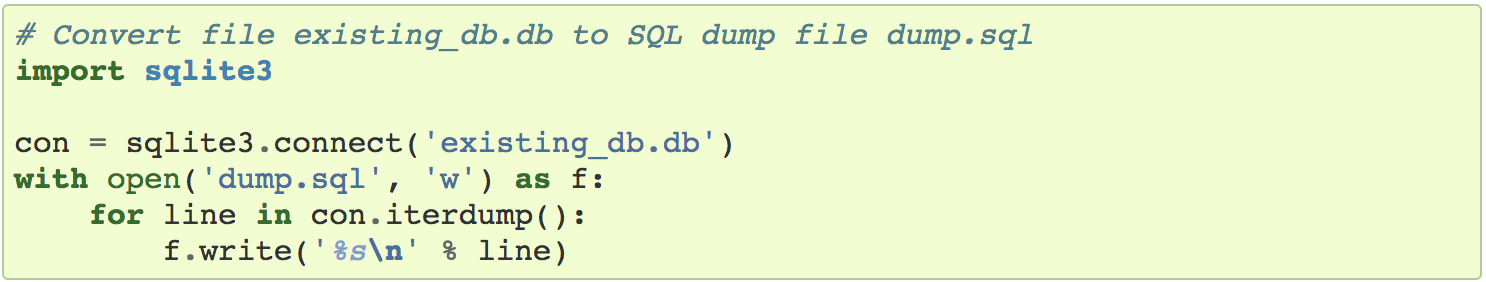 # Convert file existing_db.db to SQL dump file dump.sql
import sqlite3

con = sqlite3.connect('existing_db.db')
with open('dump.sql', 'w') as f:
    for line in con.iterdump():
        f.write('%s\n' % line)